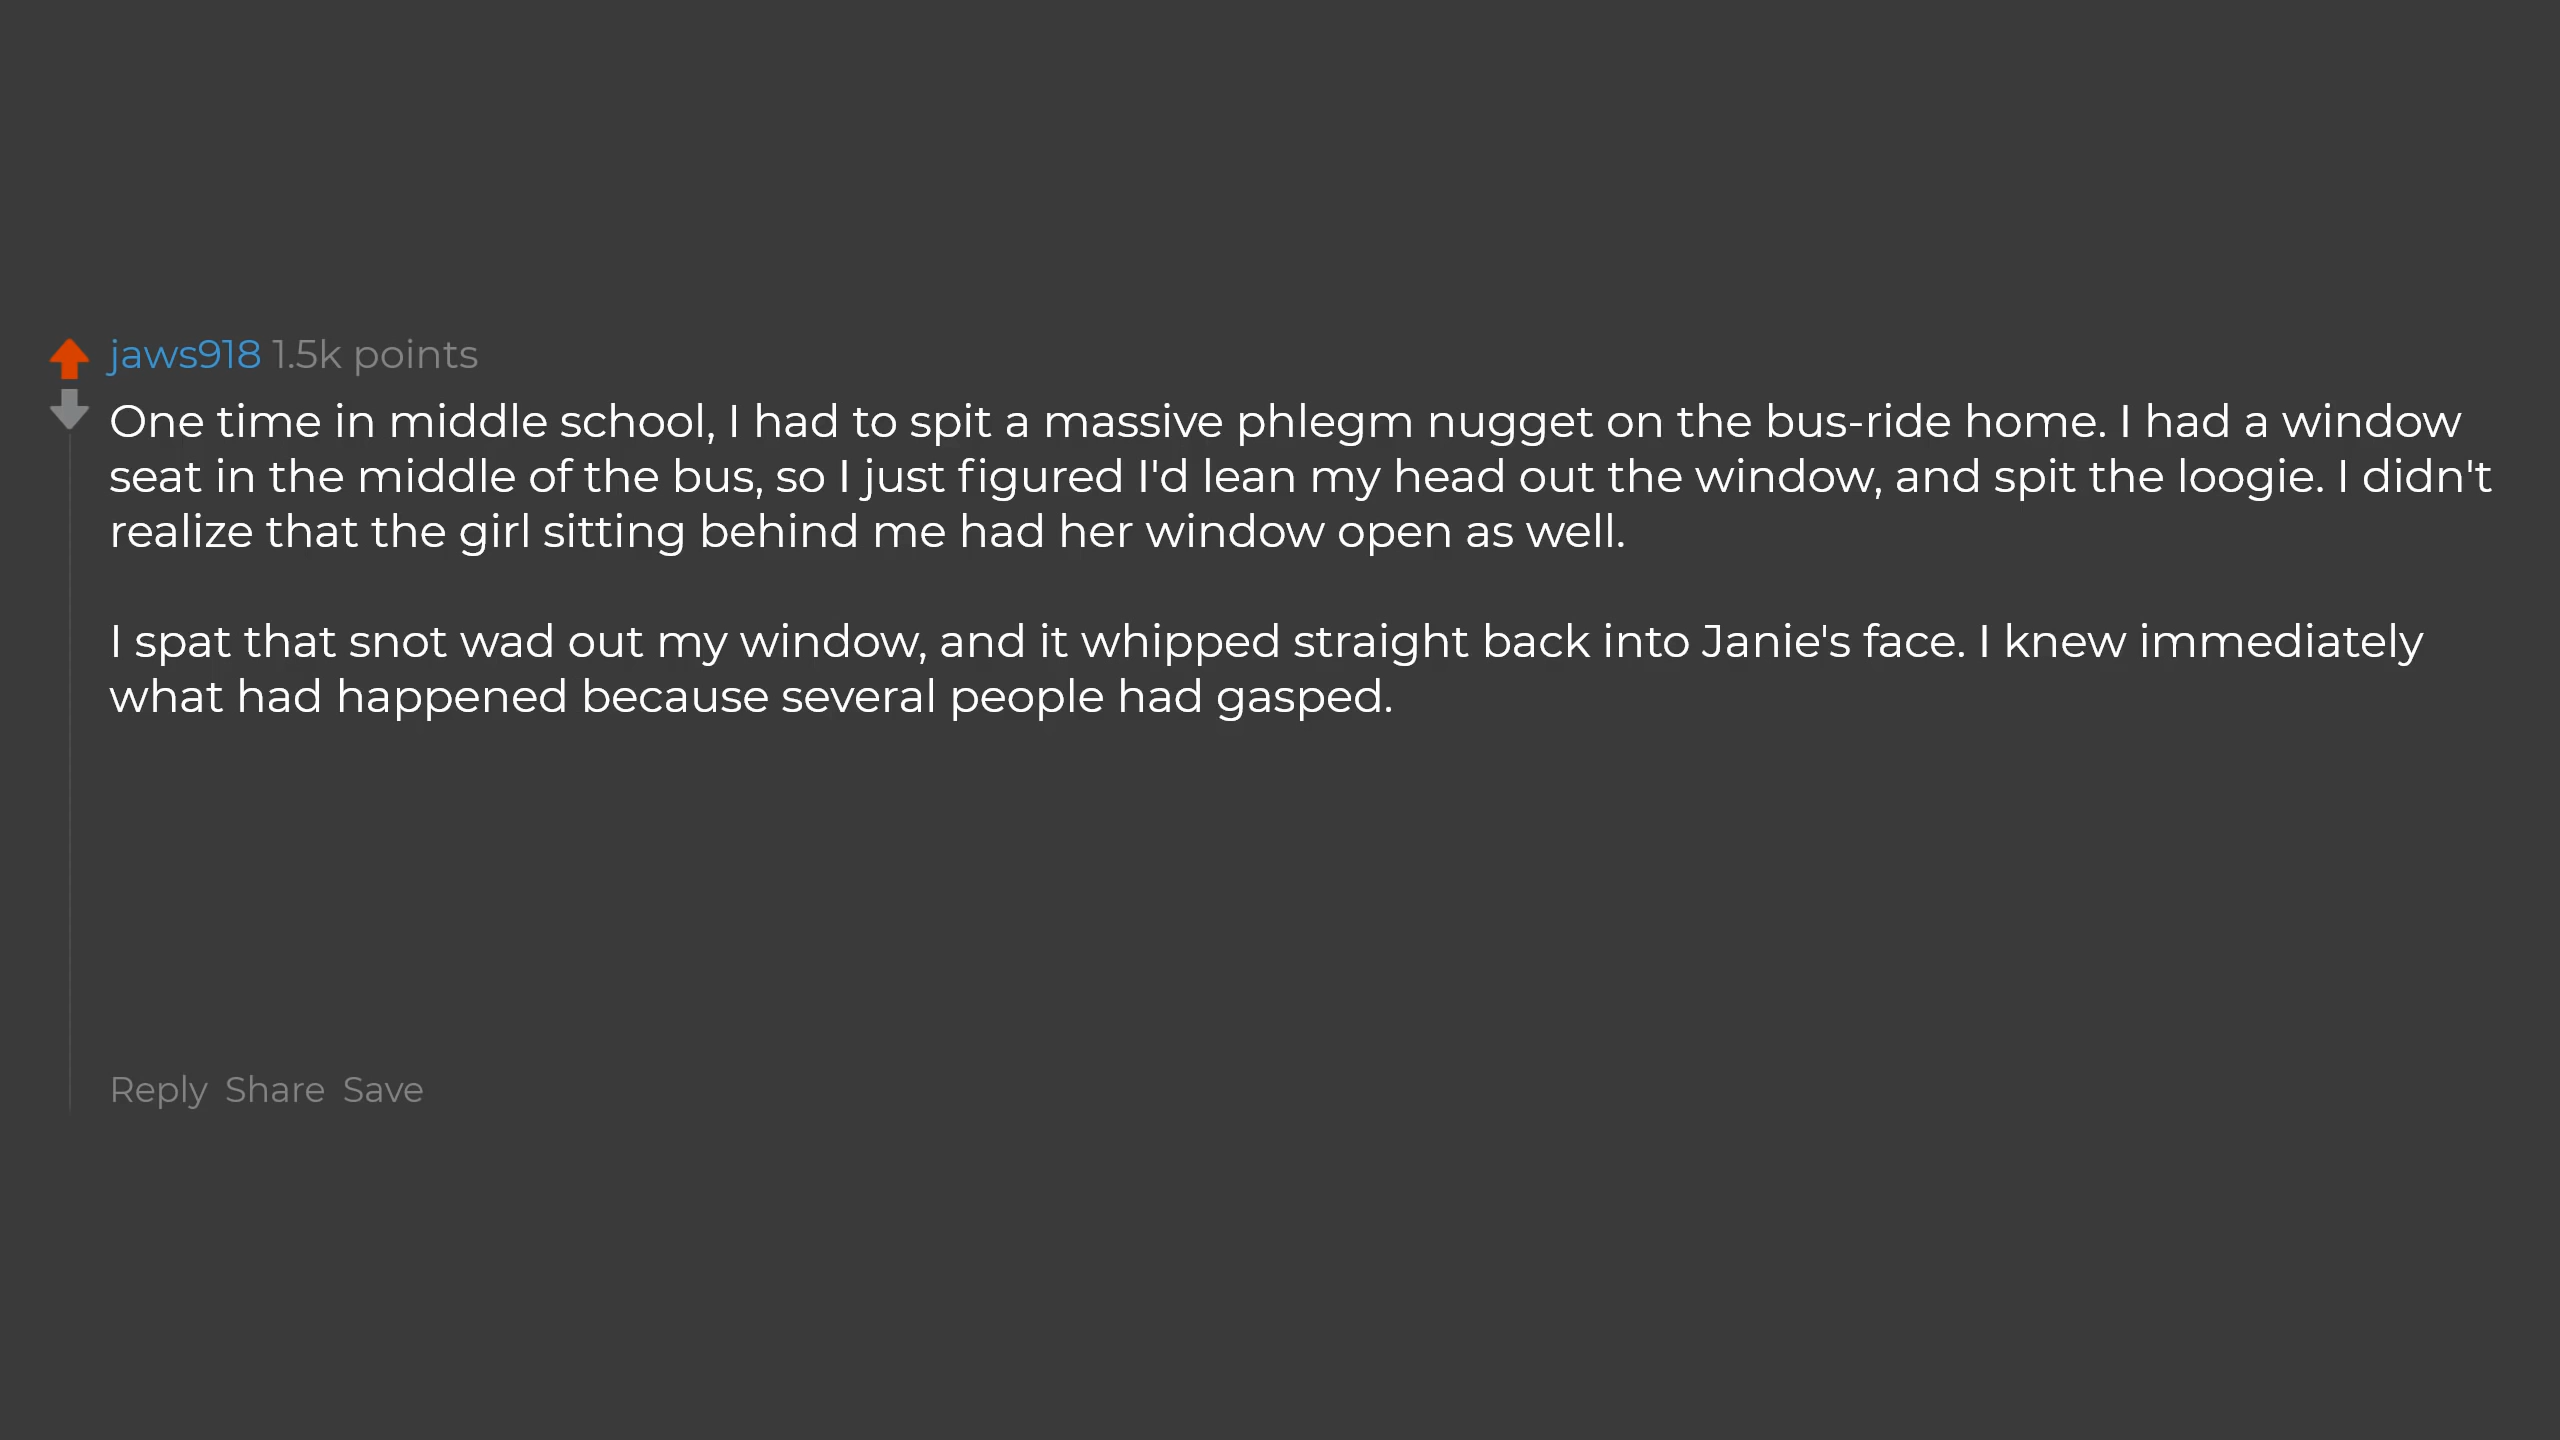 jaws918 1.5k points
One time in middle school, I had to spit a massive phlegm nugget on the bus-ride home. I had a window
seat in the middle of the bus, so I just figured I'd lean my head out the window, and spit the loogie. I didn't
realize that the girl sitting behind me had her window open as well.
I spat that snot wad out my window, and it whipped straight back into Janie's face. I knew immediately
what had happened because several people had gasped.
Reply Share Save